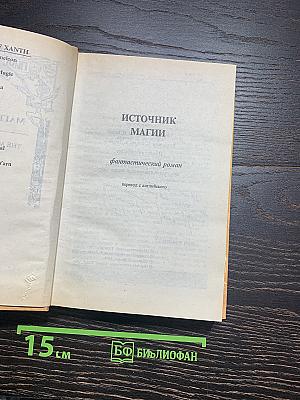 XANTH
ИСТОЧНИК
МАГИИ
фантастический роман
перевод с английского
15 см
БФ БИБЛИОФАН